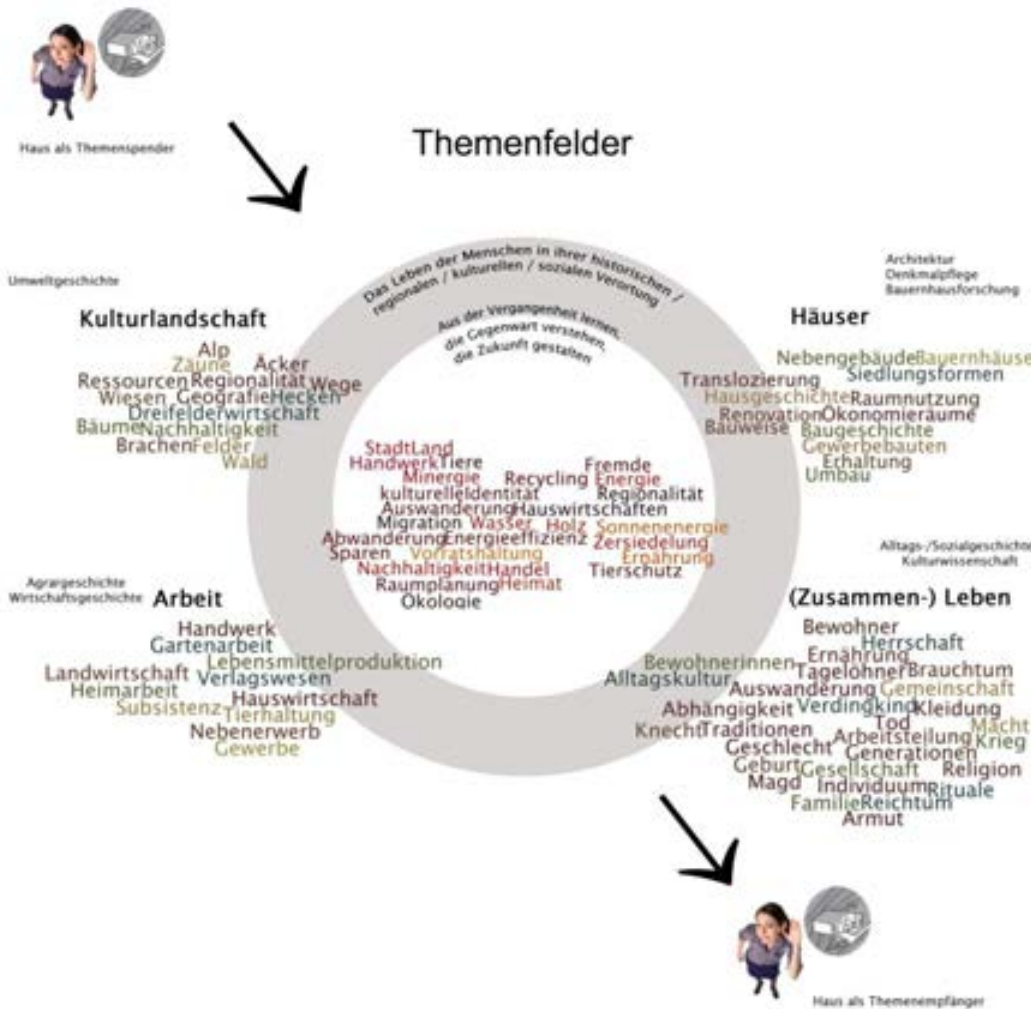 Haus als Themenspender
Themenfelder
Das Leben der Menschen in ihrer historischen /
regionalen / kulturellen / sozialen Verortung
Aus der Vergangenheit lernen,
die Gegenwart verstehen,
die Zukunft gestalten
Umweltgeschichte
Kulturlandschaft
Alp
Zäune Äcker
Ressourcen Regionalität Wege
Wiesen Geografie Hecken
Dreifelderwirtschaft
Bäume Nachhaltigkeit
Brachen Felder
Wald
Architektur
Denkmalpflege
Bauernhausforschung
Häuser
Nebengebäude Bauernhäuse
Siedlungsformen
Translozierung
Hausgeschichte Raumnutzung
Renovation Ökonomieräume
Bauweise Baugeschichte
Gewerbebauten
Erhaltung
Umbau
StadtLand
Handwerk Tiere Fremde
Minergie Recycling Energie
kulturelleIdentität Regionalität
Auswanderung Hauswirtschaften
Migration Wasser Holz Sonnenenergie
Abwanderung Energieeffizienz Zersiedelung
Sparen Vorratshaltung Ernährung
Nachhaltigkeit Handel Tierschutz
Raumplanung Heimat
Ökologie
Agrargeschichte
Wirtschaftsgeschichte
Arbeit
Handwerk
Gartenarbeit
Lebensmittelproduktion
Landwirtschaft Verlagswesen
Heimarbeit Hauswirtschaft
Subsistenz Tierhaltung
Nebenerwerb
Gewerbe
Alltags-/Sozialgeschichte
Kulturwissenschaft
(Zusammen-) Leben
Bewohner
Herrschaft
BewohnerInnen Ernährung
Alltagskultur Tagelöhner Brauchtum
Auswanderung Gemeinschaft
Abhängigkeit Verdingkind Kleidung
Knecht Traditionen Tod Macht
Arbeitsteilung Krieg
Geschlecht Generationen
Geburt Gesellschaft Religion
Magd Individuum Rituale
Familie Reichtum
Armut
Haus als Themenempfänger